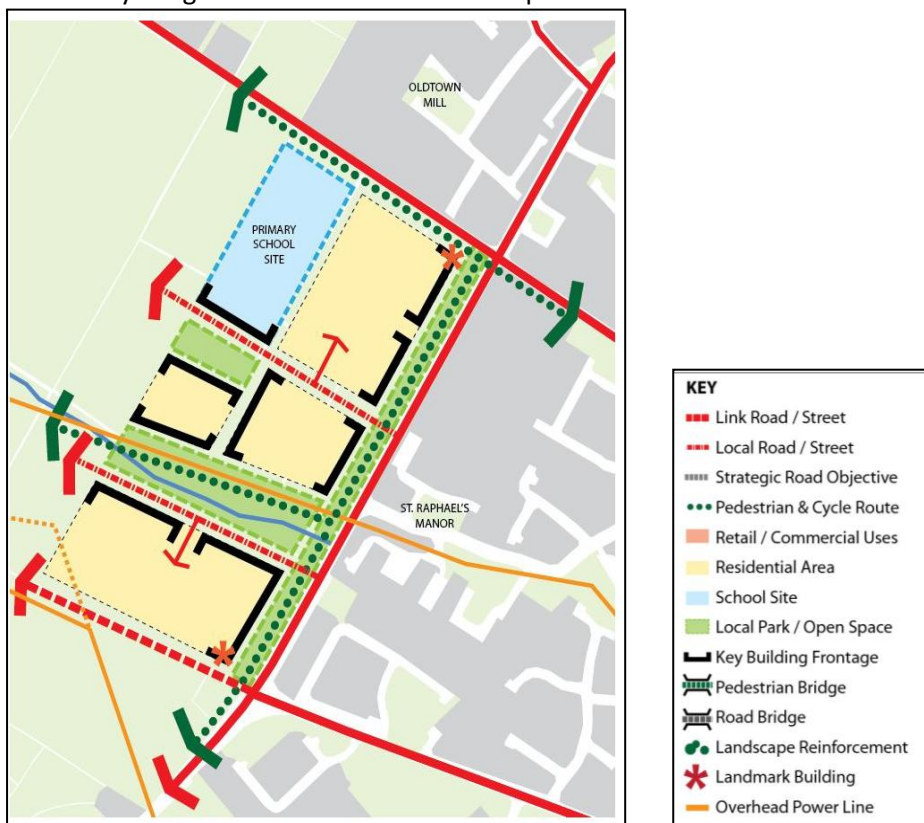 OLDTOWN
MILL
PRIMARY
SCHOOL
SITE
ST. RAPHAEL'S
MANOR
KEY
Link Road / Street
Local Road / Street
Strategic Road Objective
Pedestrian & Cycle Route
Retail / Commercial Uses
Residential Area
School Site
Local Park / Open Space
Key Building Frontage
Pedestrian Bridge
Road Bridge
Landscape Reinforcement
Landmark Building
Overhead Power Line